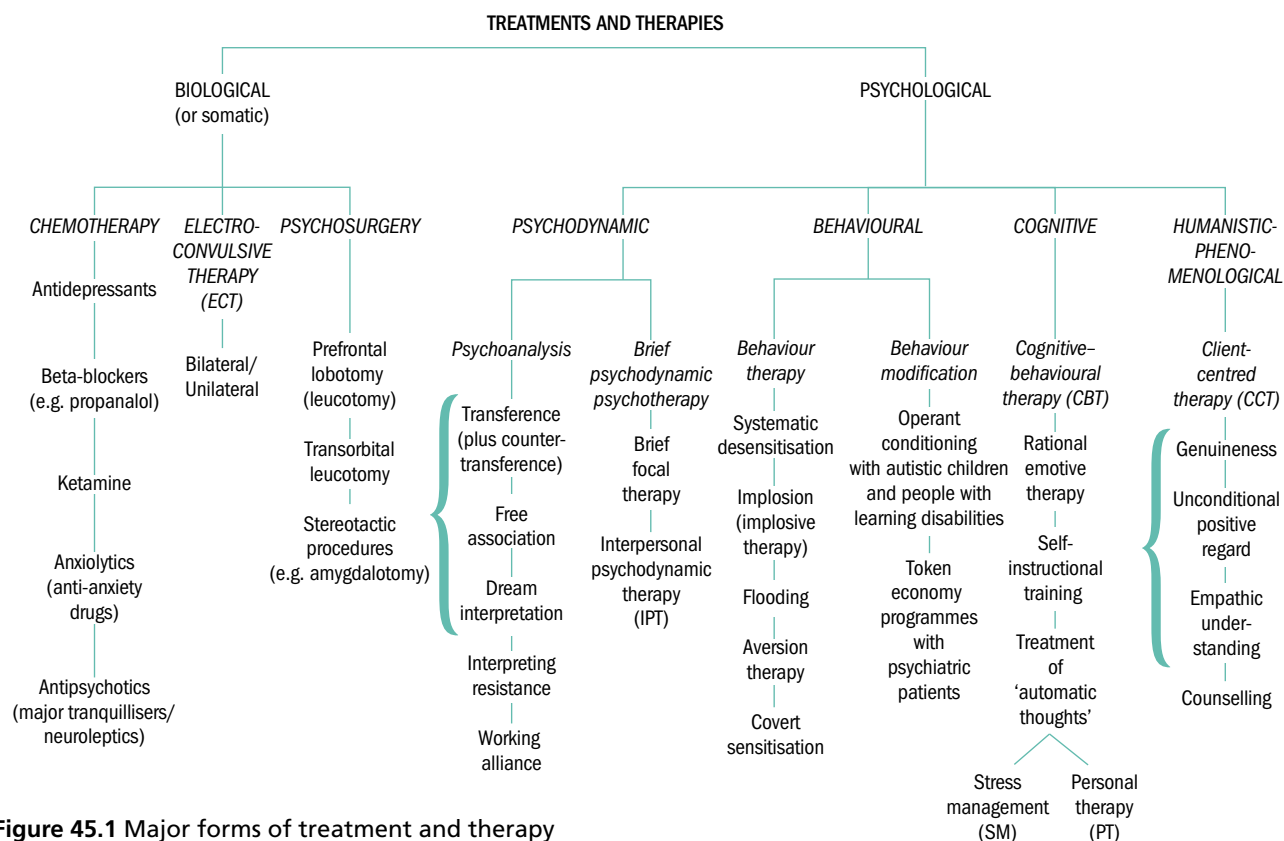 TREATMENTS AND THERAPIES
BIOLOGICAL
(or somatic)
PSYCHOLOGICAL
CHEMOTHERAPY
Antidepressants
Beta-blockers
(e.g. propanalol)
Ketamine
Anxiolytics
(anti-anxiety
drugs)
Antipsychotics
(major tranquillisers/
neuroleptics)
ELECTRO-
CONVULSIVE
THERAPY
(ECT)
Bilateral/
Unilateral
PSYCHOSURGERY
Prefrontal
lobotomy
(leucotomy)
Transorbital
leucotomy
Stereotactic
procedures
(e.g. amygdalotomy)
PSYCHODYNAMIC
Psychoanalysis
Transference
(plus counter-
transference)
Free
association
Dream
interpretation
Interpreting
resistance
Working
alliance
Brief
psychodynamic
psychotherapy
Brief
focal
therapy
Interpersonal
psychodynamic
therapy
(IPT)
BEHAVIOURAL
Behaviour
therapy
Systematic
desensitisation
Implosion
(implosive
therapy)
Flooding
Aversion
therapy
Covert
sensitisation
Behaviour
modification
Operant
conditioning
with autistic children
and people with
learning disabilities
Token
economy
programmes
with
psychiatric
patients
COGNITIVE
Cognitive–
behavioural
therapy (CBT)
Rational
emotive
therapy
Self-
instructional
training
Treatment
of
‘automatic
thoughts’
Stress
management
(SM)
Personal
therapy
(PT)
HUMANISTIC-
PHENO-
MENOLOGICAL
Client-
centred
therapy (CCT)
Genuineness
Unconditional
positive
regard
Empathic
under-
standing
Counselling
Figure 45.1 Major forms of treatment and therapy